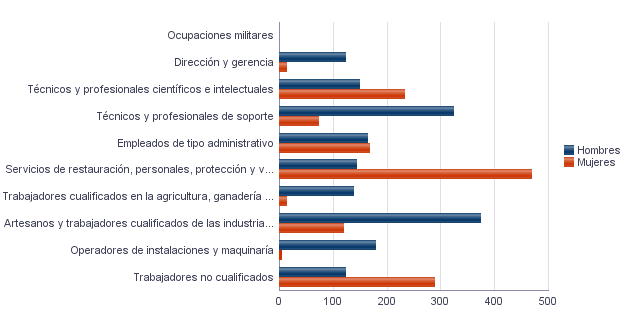 Ocupaciones militares
Dirección y gerencia
Técnicos y profesionales científicos e intelectuales
Técnicos y profesionales de soporte
Empleados de tipo administrativo
Servicios de restauración, personales, protección y v...
Trabajadores cualificados en la agricultura, ganadería ...
Artesanos y trabajadores cualificados de las industria...
Operadores de instalaciones y maquinaría
Trabajadores no cualificados
Hombres
Mujeres
0 100 200 300 400 500